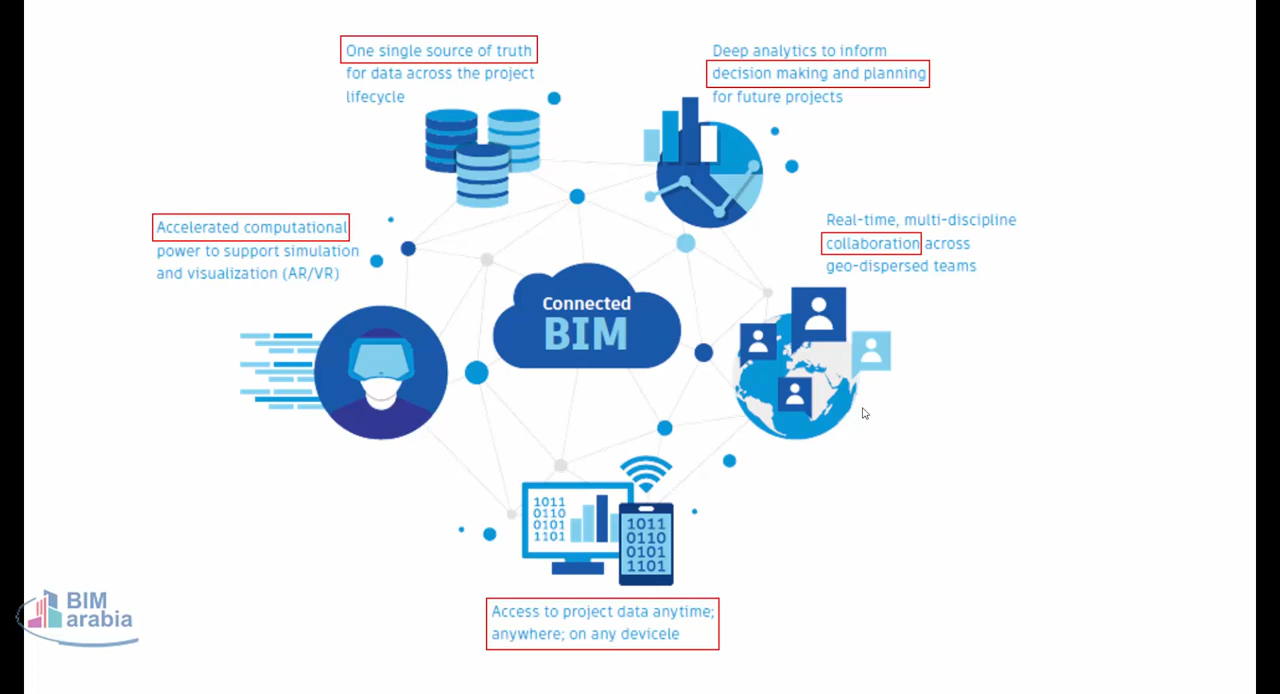 One single source of truth
for data across the project
lifecycle
Deep analytics to inform
decision making and planning
for future projects
Accelerated computational
power to support simulation
and visualization (AR/VR)
Real-time, multi-discipline
collaboration across
geo-dispersed teams
Connected
BIM
1011
0110
0101
1101
1011
0110
0101
1101
Access to project data anytime;
anywhere; on any devicele
BIM
arabia